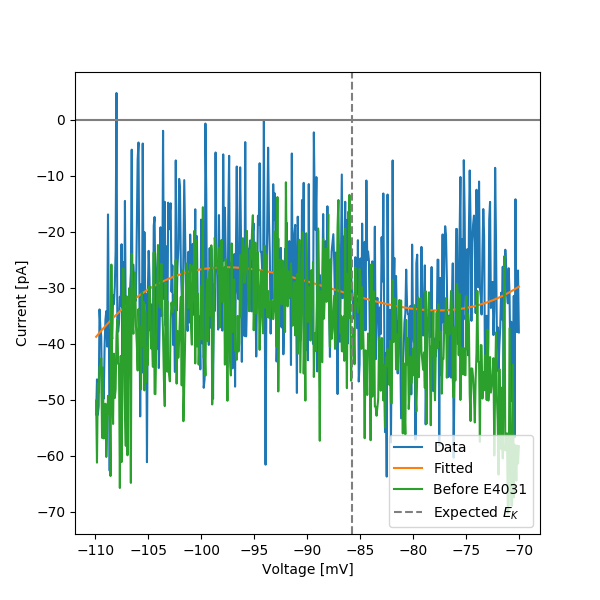 0
−10
−20
−30
−40
−50
−60
−70
Current [pA]
−110
−105
−100
−95
−90
−85
−80
−75
−70
Voltage [mV]
Data
Fitted
Before E4031
Expected E_K